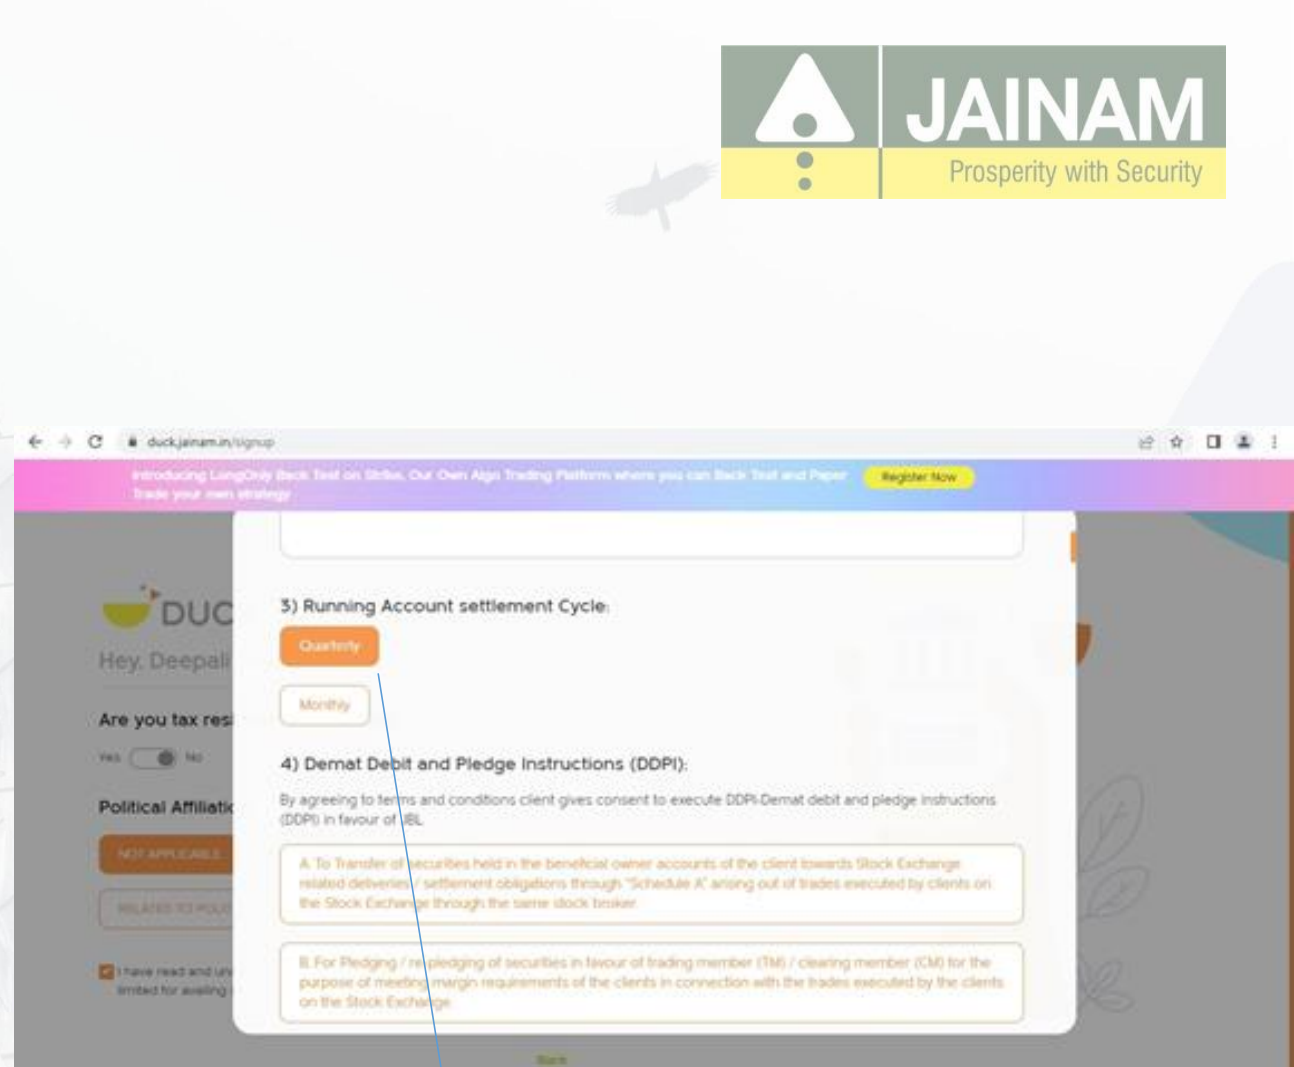 JAINAM
Prosperity with Security
duck.jainam.in/signup
Introducing LongOnly Back Test on Strike, Our Own Algo Trading Platform where you can Back Test and Paper
Trade your own strategy
Register Now
DUC
Hey, Deepali
Are you tax resi
Yes No
Political Affiliatio
NOT APPLICABLE
RELATED TO POLIT
I have read and und
limited for availing
3) Running Account settlement Cycle:
Quarterly
Monthly
4) Demat Debit and Pledge Instructions (DDPI):
By agreeing to terms and conditions client gives consent to execute DDPI-Demat debit and pledge instructions
(DDPI) in favour of JBL
A. To Transfer of securities held in the beneficial owner accounts of the client towards Stock Exchange
related deliveries / settlement obligations through "Schedule A" arising out of trades executed by clients on
the Stock Exchange through the same stock broker
B. For Pledging / re-pledging of securities in favour of trading member (TM) / clearing member (CM) for the
purpose of meeting margin requirements of the clients in connection with the trades executed by the clients
on the Stock Exchange
Back